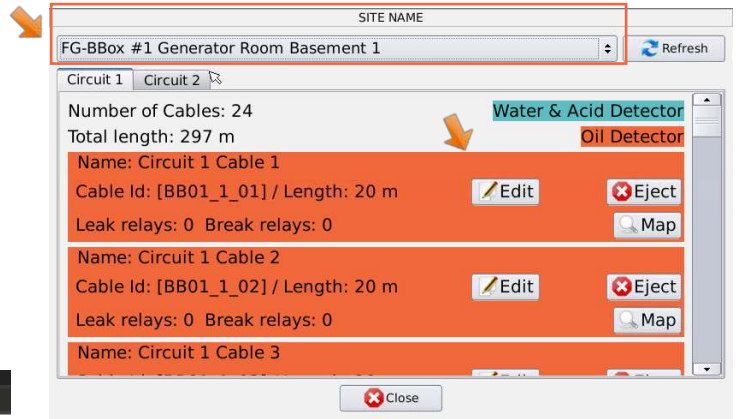 SITE NAME
FG-BBox #1 Generator Room Basement 1
Refresh
Circuit 1 Circuit 2
Number of Cables: 24 Water & Acid Detector
Total length: 297 m Oil Detector
Name: Circuit 1 Cable 1
Cable Id: [BB01_1_01] / Length: 20 m Edit Eject
Leak relays: 0 Break relays: 0 Map
Name: Circuit 1 Cable 2
Cable Id: [BB01_1_02] / Length: 20 m Edit Eject
Leak relays: 0 Break relays: 0 Map
Name: Circuit 1 Cable 3
Close